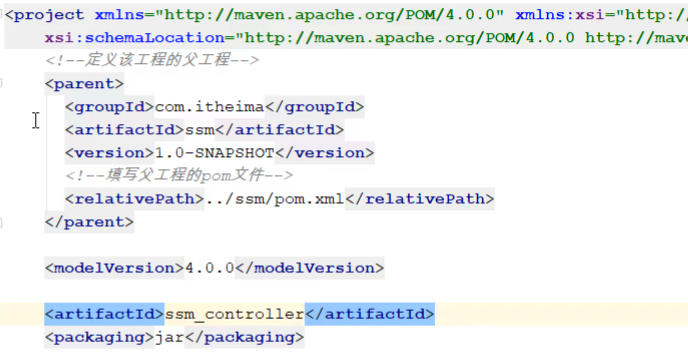 <project xmlns="http://maven.apache.org/POM/4.0.0" xmlns:xsi="http:/
xsi:schemaLocation="http://maven.apache.org/POM/4.0.0 http://mave
<!--定义该工程的父工程-->
<parent>
<groupId>com.itheima</groupId>
<artifactId>ssm</artifactId>
<version>1.0-SNAPSHOT</version>
<!--填写父工程的pom文件-->
<relativePath>../ssm/pom.xml</relativePath>
</parent>
<modelVersion>4.0.0</modelVersion>
<artifactId>ssm_controller</artifactId>
<packaging>jar</packaging>